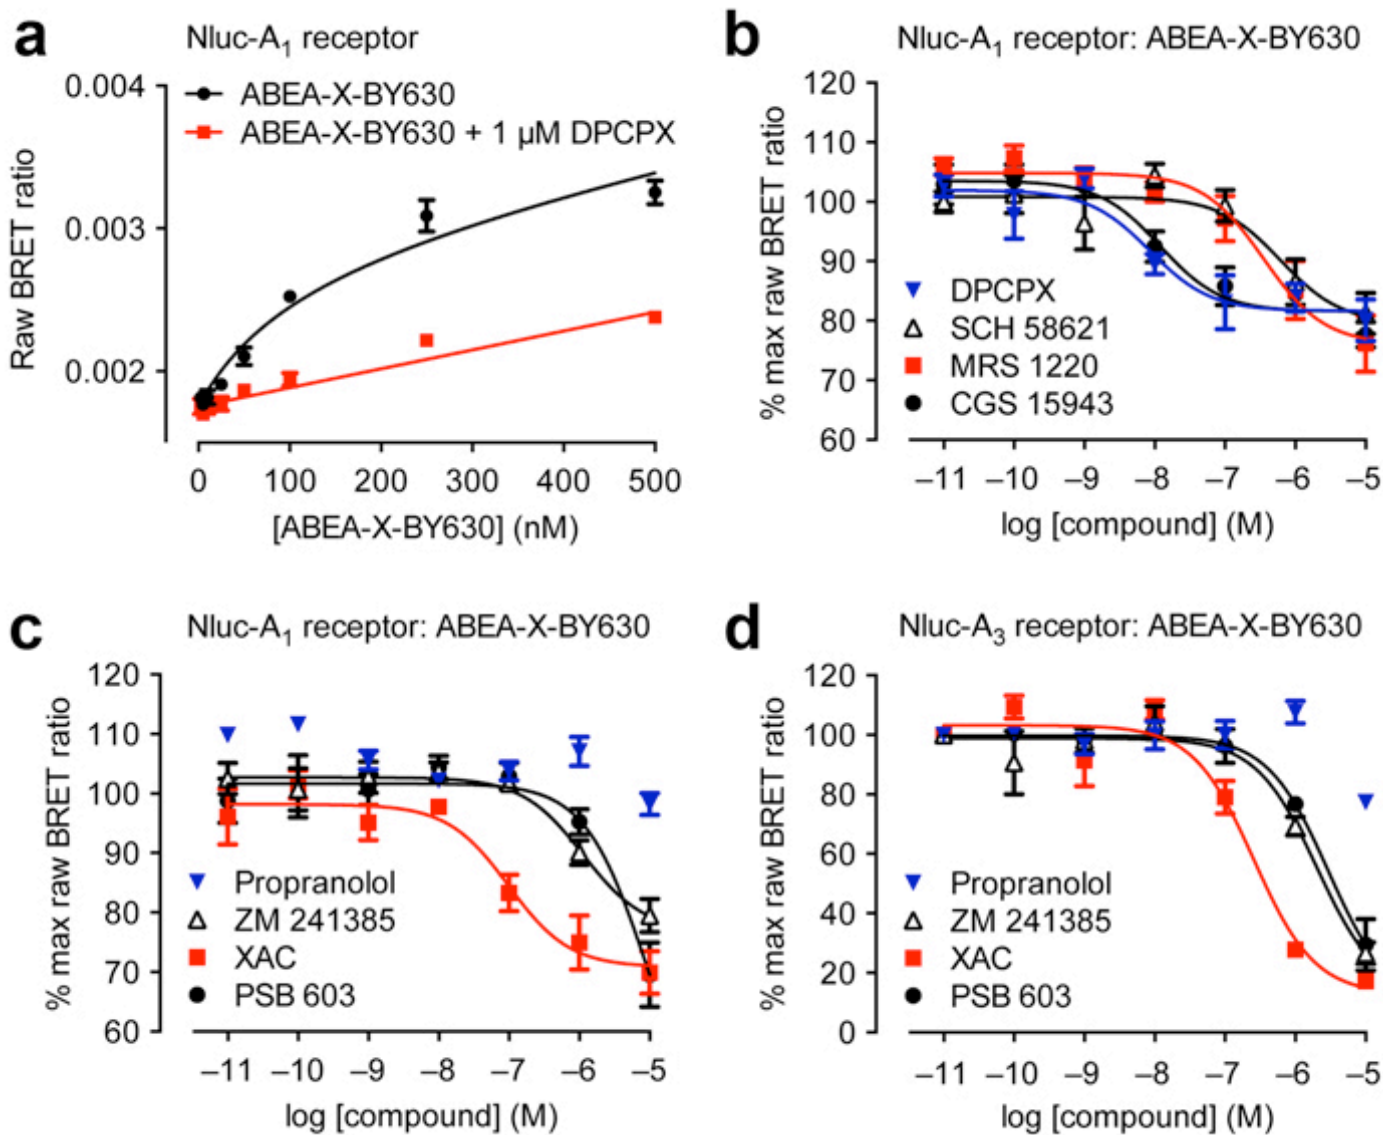 a
Nluc-A1 receptor
ABEA-X-BY630
ABEA-X-BY630 + 1 µM DPCPX
Raw BRET ratio
0.004
0.003
0.002
0 100 200 300 400 500
[ABEA-X-BY630] (nM)
b
Nluc-A1 receptor: ABEA-X-BY630
% max raw BRET ratio
120
110
100
90
80
70
60
DPCPX
SCH 58621
MRS 1220
CGS 15943
–11 –10 –9 –8 –7 –6 –5
log [compound] (M)
c
Nluc-A1 receptor: ABEA-X-BY630
% max raw BRET ratio
120
110
100
90
80
70
60
Propranolol
ZM 241385
XAC
PSB 603
–11 –10 –9 –8 –7 –6 –5
log [compound] (M)
d
Nluc-A3 receptor: ABEA-X-BY630
% max raw BRET ratio
120
100
80
60
40
20
0
Propranolol
ZM 241385
XAC
PSB 603
–11 –10 –9 –8 –7 –6 –5
log [compound] (M)